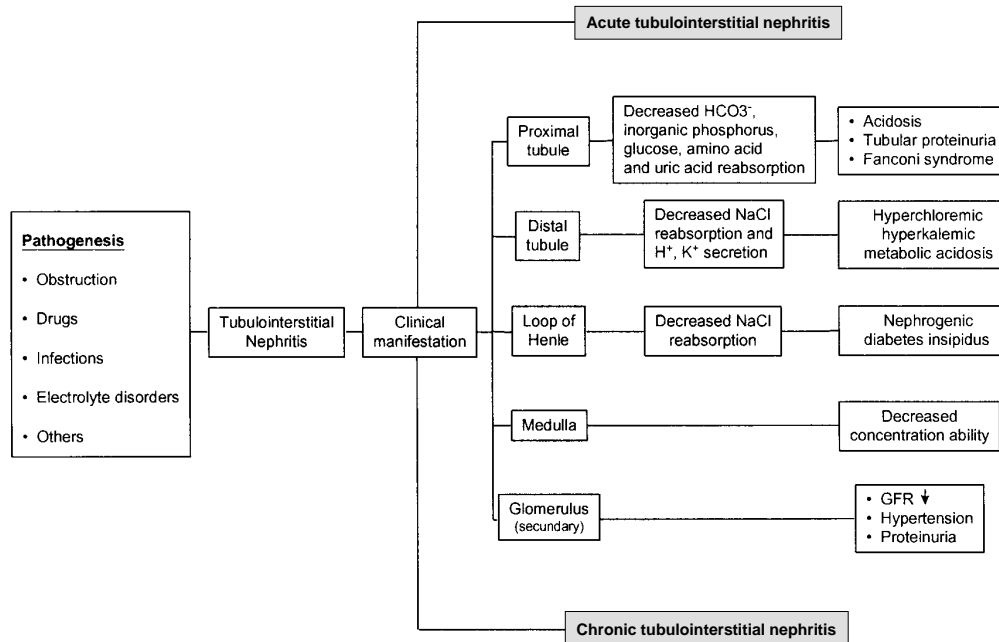 Acute tubulointerstitial nephritis
Pathogenesis
• Obstruction
• Drugs
• Infections
• Electrolyte disorders
• Others
Tubulointerstitial
Nephritis
Clinical
manifestation
Proximal
tubule
Decreased HCO3-,
inorganic phosphorus,
glucose, amino acid
and uric acid reabsorption
• Acidosis
• Tubular proteinuria
• Fanconi syndrome
Distal
tubule
Decreased NaCl
reabsorption and
H+, K+ secretion
Hyperchloremic
hyperkalemic
metabolic acidosis
Loop of
Henle
Decreased NaCl
reabsorption
Nephrogenic
diabetes insipidus
Medulla
Decreased
concentration ability
Glomerulus
(secundary)
• GFR ↓
• Hypertension
• Proteinuria
Chronic tubulointerstitial nephritis